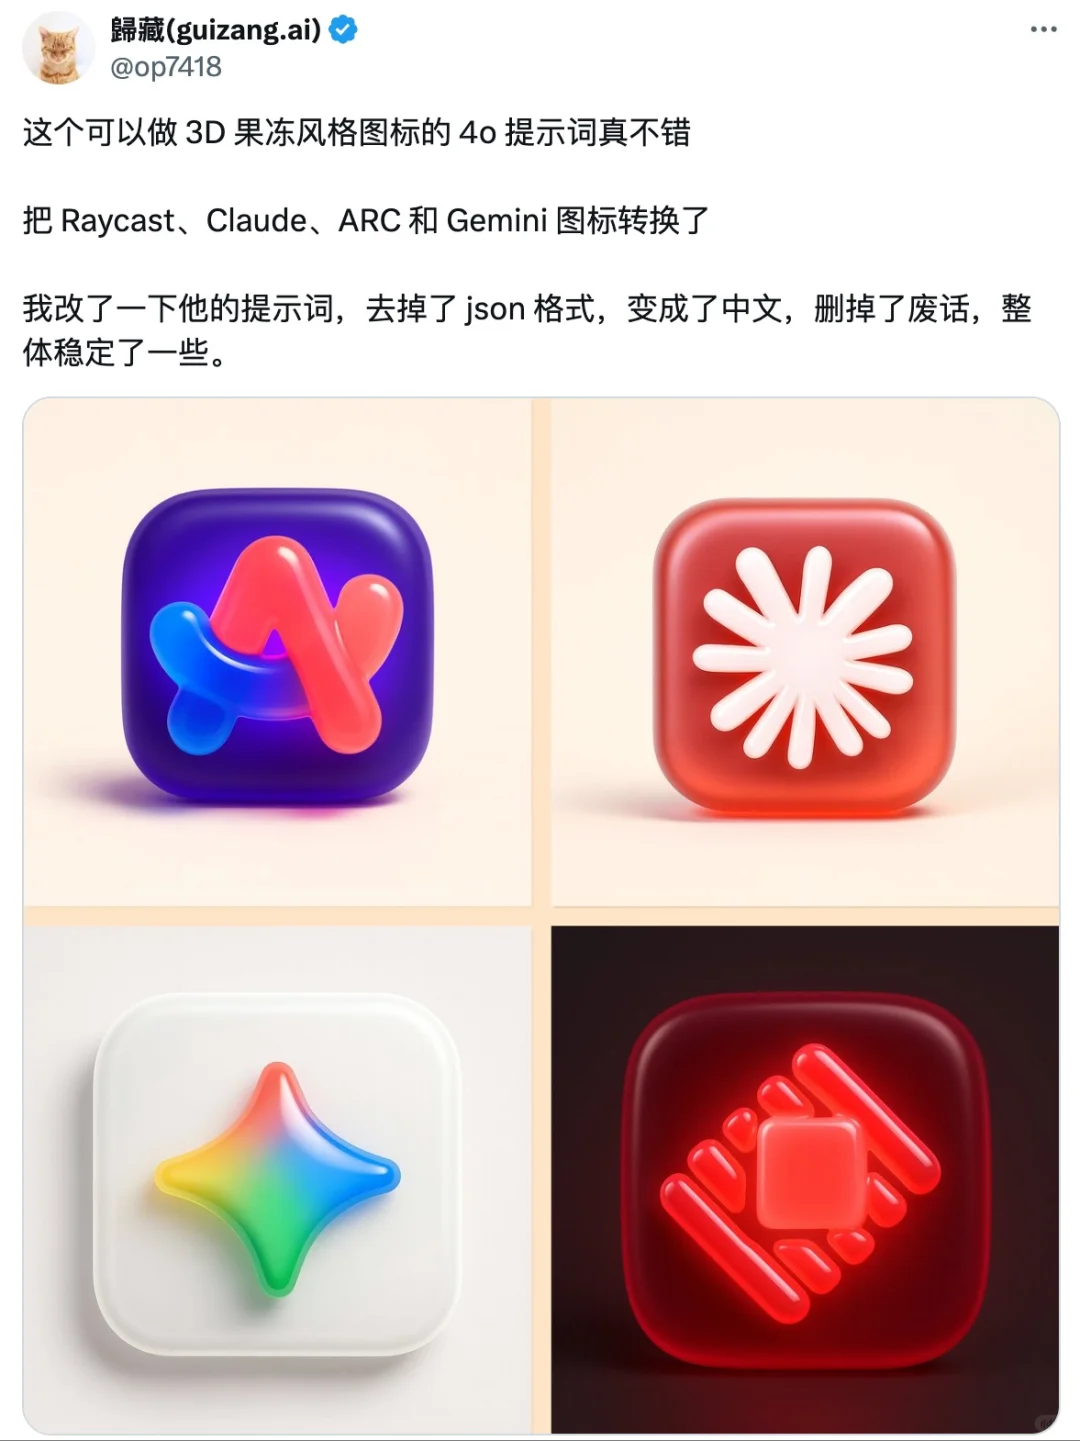 歸藏(guizang.ai)
@op7418
这个可以做 3D 果冻风格图标的 4o 提示词真不错
把 Raycast、Claude、ARC 和 Gemini 图标转换了
我改了一下他的提示词，去掉了 json 格式，变成了中文，删掉了废话，整
体稳定了一些。